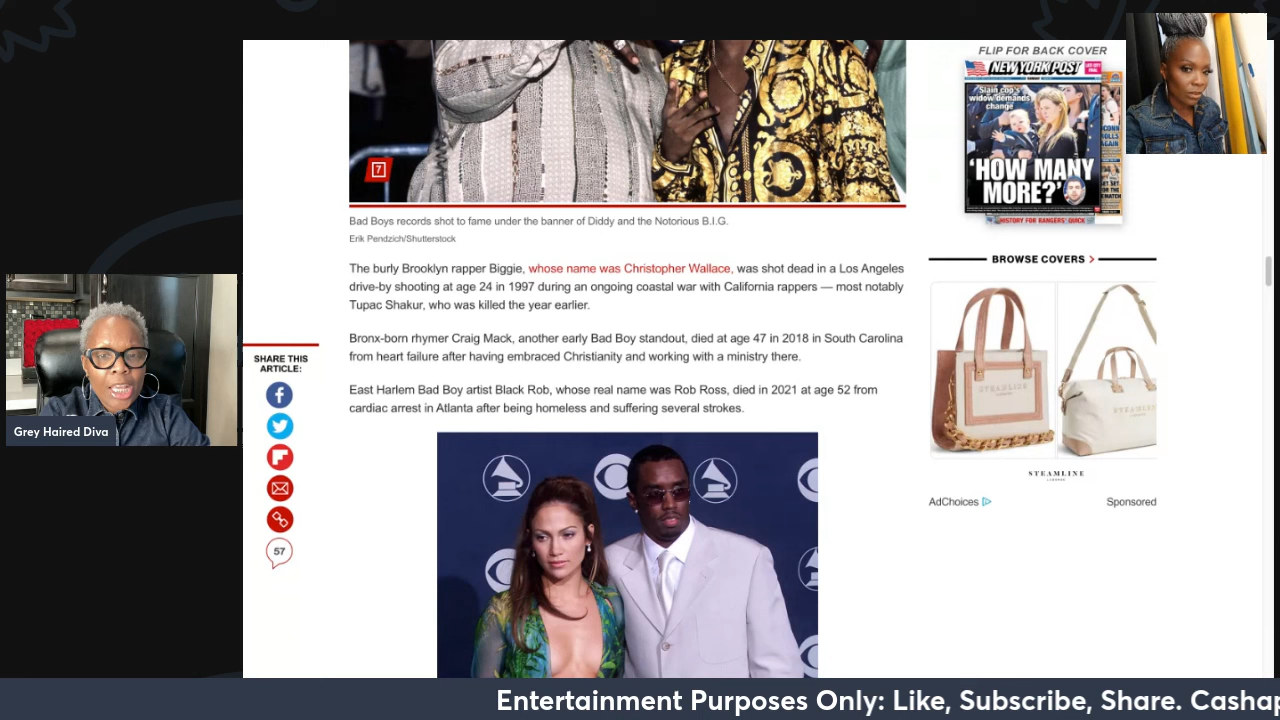 FLIP FOR BACK COVER
NEW YORK POST
LATE CITY FINAL
Slain cop's
widow demands
change
'HOW MANY
MORE?'
7
Bad Boys records shot to fame under the banner of Diddy and the Notorious B.I.G.
Erik Pendzich/Shutterstock
BROWSE COVERS >
The burly Brooklyn rapper Biggie, whose name was Christopher Wallace, was shot dead in a Los Angeles
drive-by shooting at age 24 in 1997 during an ongoing coastal war with California rappers — most notably
Tupac Shakur, who was killed the year earlier.
Bronx-born rhymer Craig Mack, another early Bad Boy standout, died at age 47 in 2018 in South Carolina
from heart failure after having embraced Christianity and working with a ministry there.
East Harlem Bad Boy artist Black Rob, whose real name was Rob Ross, died in 2021 at age 52 from
cardiac arrest in Atlanta after being homeless and suffering several strokes.
SHARE THIS
ARTICLE:
57
Grey Haired Diva
STEAMLINE
STEAMLINE
STEAMLINE
AdChoices
Sponsored
Entertainment Purposes Only: Like, Subscribe, Share. Cashap